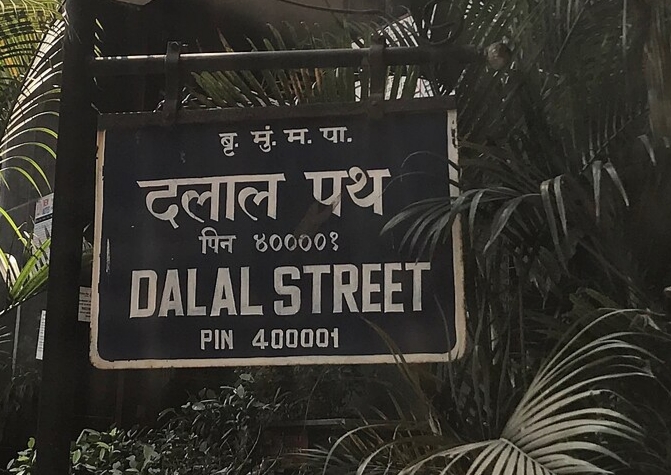 बृ. मुं. म. पा.
दलाल पथ
पिन ४००००१
DALAL STREET
PIN 400001